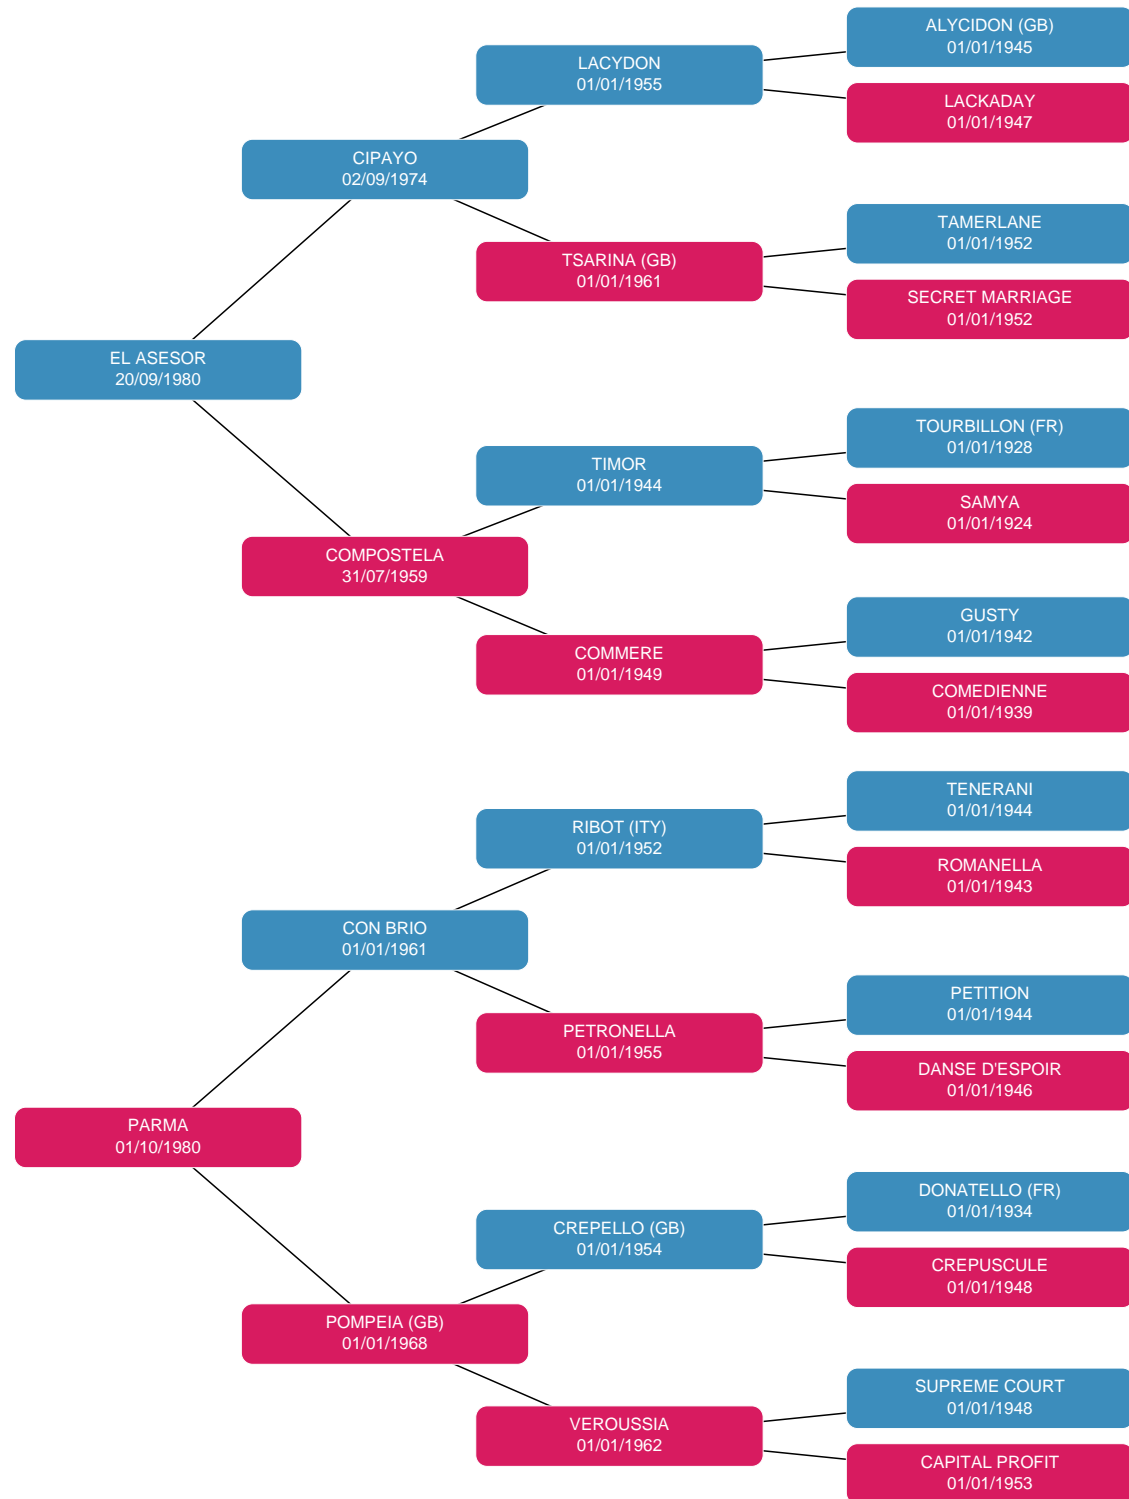 ALYCIDON (GB)
01/01/1945
LACYDON
01/01/1955
LACKADAY
01/01/1947
CIPAYO
02/09/1974
TAMERLANE
01/01/1952
TSARINA (GB)
01/01/1961
SECRET MARRIAGE
01/01/1952
EL ASESOR
20/09/1980
TOURBILLON (FR)
01/01/1928
TIMOR
01/01/1944
SAMYA
01/01/1924
COMPOSTELA
31/07/1959
GUSTY
01/01/1942
COMMERE
01/01/1949
COMEDIENNE
01/01/1939
TENERANI
01/01/1944
RIBOT (ITY)
01/01/1952
ROMANELLA
01/01/1943
CON BRIO
01/01/1961
PETITION
01/01/1944
PETRONELLA
01/01/1955
DANSE D'ESPOIR
01/01/1946
PARMA
01/10/1980
DONATELLO (FR)
01/01/1934
CREPELLO (GB)
01/01/1954
CREPUSCULE
01/01/1948
POMPEIA (GB)
01/01/1968
SUPREME COURT
01/01/1948
VEROUSSIA
01/01/1962
CAPITAL PROFIT
01/01/1953